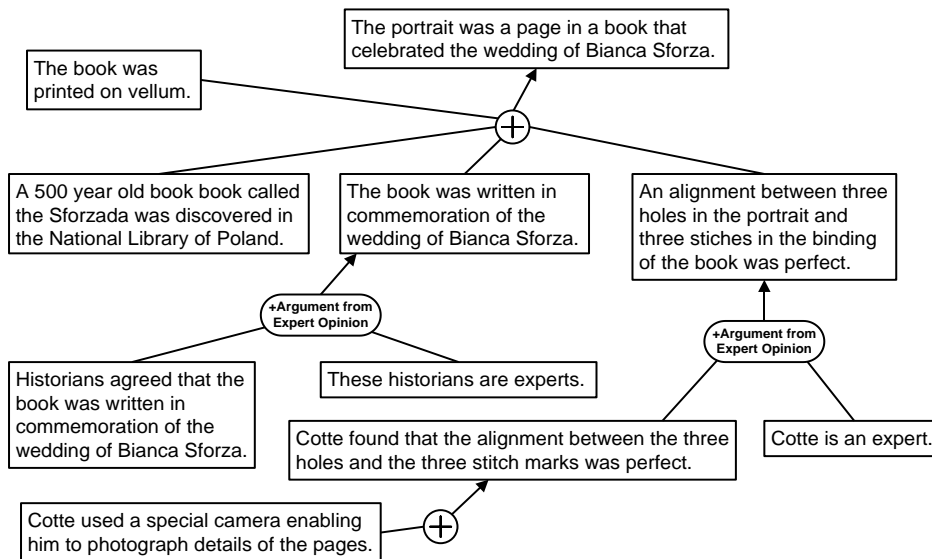 The portrait was a page in a book that
celebrated the wedding of Bianca Sforza.
The book was
printed on vellum.
A 500 year old book book called
the Sforzada was discovered in
the National Library of Poland.
The book was written in
commemoration of the
wedding of Bianca Sforza.
An alignment between three
holes in the portrait and
three stiches in the binding
of the book was perfect.
+Argument from
Expert Opinion
+Argument from
Expert Opinion
Historians agreed that the
book was written in
commemoration of the
wedding of Bianca Sforza.
These historians are experts.
Cotte found that the alignment between the three
holes and the three stitch marks was perfect.
Cotte is an expert.
Cotte used a special camera enabling
him to photograph details of the pages.